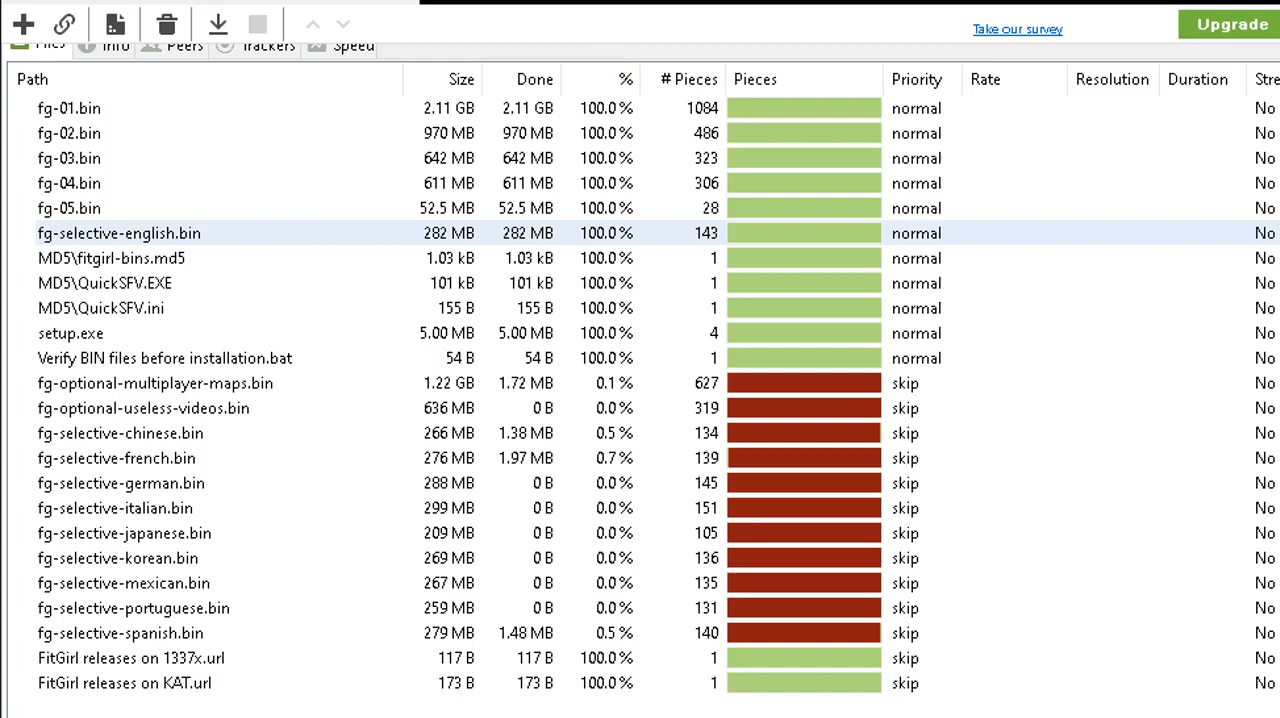 Take our survey
Upgrade
Files Info Peers Trackers Speed
Path Size Done % # Pieces Pieces Priority Rate Resolution Duration Stre
fg-01.bin 2.11 GB 2.11 GB 100.0 % 1084 normal No
fg-02.bin 970 MB 970 MB 100.0 % 486 normal No
fg-03.bin 642 MB 642 MB 100.0 % 323 normal No
fg-04.bin 611 MB 611 MB 100.0 % 306 normal No
fg-05.bin 52.5 MB 52.5 MB 100.0 % 28 normal No
fg-selective-english.bin 282 MB 282 MB 100.0 % 143 normal No
MD5\fitgirl-bins.md5 1.03 kB 1.03 kB 100.0 % 1 normal No
MD5\QuickSFV.EXE 101 kB 101 kB 100.0 % 1 normal No
MD5\QuickSFV.ini 155 B 155 B 100.0 % 1 normal No
setup.exe 5.00 MB 5.00 MB 100.0 % 4 normal No
Verify BIN files before installation.bat 54 B 54 B 100.0 % 1 normal No
fg-optional-multiplayer-maps.bin 1.22 GB 1.72 MB 0.1 % 627 skip No
fg-optional-useless-videos.bin 636 MB 0 B 0.0 % 319 skip No
fg-selective-chinese.bin 266 MB 1.38 MB 0.5 % 134 skip No
fg-selective-french.bin 276 MB 1.97 MB 0.7 % 139 skip No
fg-selective-german.bin 288 MB 0 B 0.0 % 145 skip No
fg-selective-italian.bin 299 MB 0 B 0.0 % 151 skip No
fg-selective-japanese.bin 209 MB 0 B 0.0 % 105 skip No
fg-selective-korean.bin 269 MB 0 B 0.0 % 136 skip No
fg-selective-mexican.bin 267 MB 0 B 0.0 % 135 skip No
fg-selective-portuguese.bin 259 MB 0 B 0.0 % 131 skip No
fg-selective-spanish.bin 279 MB 1.48 MB 0.5 % 140 skip No
FitGirl releases on 1337x.url 117 B 117 B 100.0 % 1 skip No
FitGirl releases on KAT.url 173 B 173 B 100.0 % 1 skip No